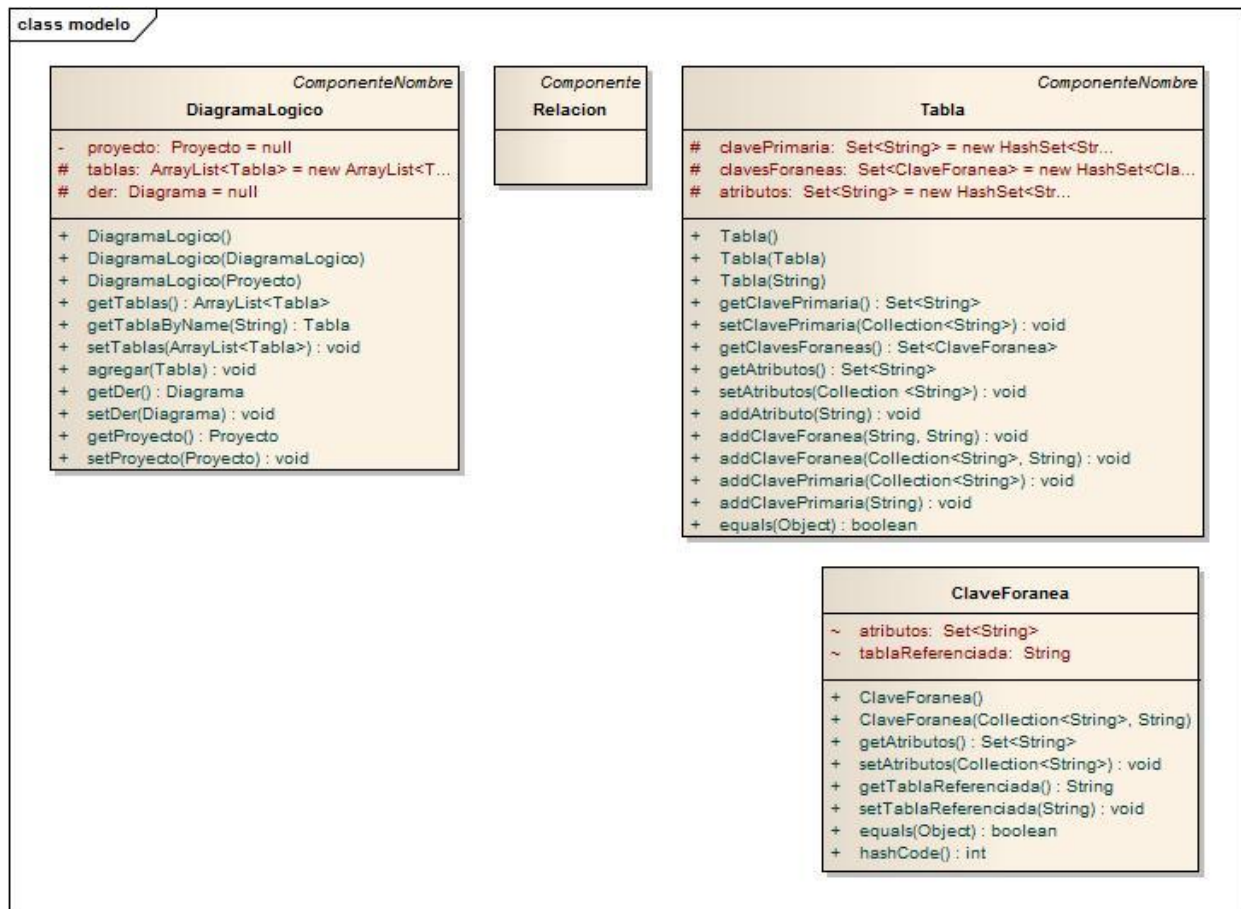 class modelo
ComponenteNombre
DiagramaLogico
- proyecto: Proyecto = null
# tablas: ArrayList<Tabla> = new ArrayList<T...
# der: Diagrama = null
+ DiagramaLogico()
+ DiagramaLogico(DiagramaLogico)
+ DiagramaLogico(Proyecto)
+ getTablas() : ArrayList<Tabla>
+ getTablaByName(String) : Tabla
+ setTablas(ArrayList<Tabla>) : void
+ agregar(Tabla) : void
+ getDer() : Diagrama
+ setDer(Diagrama) : void
+ getProyecto() : Proyecto
+ setProyecto(Proyecto) : void
Componente
Relacion
ComponenteNombre
Tabla
# clavePrimaria: Set<String> = new HashSet<Str...
# clavesForaneas: Set<ClaveForanea> = new HashSet<Cla...
# atributos: Set<String> = new HashSet<Str...
+ Tabla()
+ Tabla(Tabla)
+ Tabla(String)
+ getClavePrimaria() : Set<String>
+ setClavePrimaria(Collection<String>) : void
+ getClavesForaneas() : Set<ClaveForanea>
+ getAtributos() : Set<String>
+ setAtributos(Collection <String>) : void
+ addAtributo(String) : void
+ addClaveForanea(String, String) : void
+ addClaveForanea(Collection<String>, String) : void
+ addClavePrimaria(Collection<String>) : void
+ addClavePrimaria(String) : void
+ equals(Object) : boolean
ClaveForanea
~ atributos: Set<String>
~ tablaReferenciada: String
+ ClaveForanea()
+ ClaveForanea(Collection<String>, String)
+ getAtributos() : Set<String>
+ setAtributos(Collection<String>) : void
+ getTablaReferenciada() : String
+ setTablaReferenciada(String) : void
+ equals(Object) : boolean
+ hashCode() : int